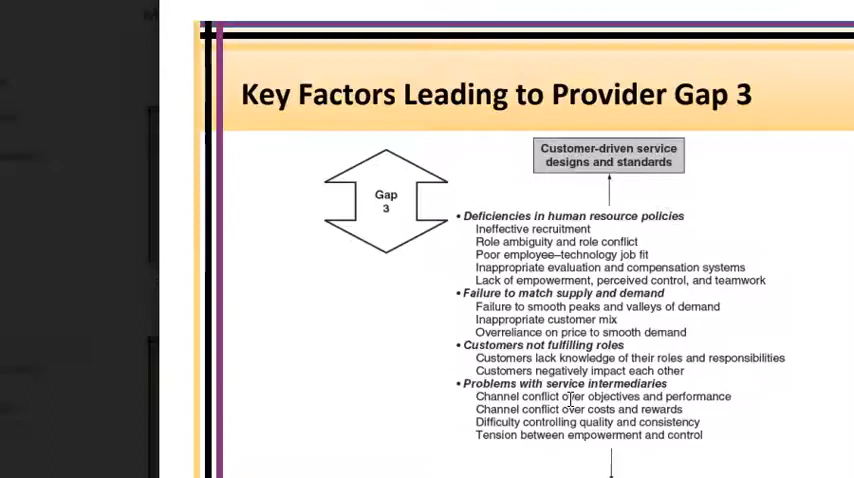 Key Factors Leading to Provider Gap 3
Customer-driven service
designs and standards
Gap
3
• Deficiencies in human resource policies
Ineffective recruitment
Role ambiguity and role conflict
Poor employee–technology job fit
Inappropriate evaluation and compensation systems
Lack of empowerment, perceived control, and teamwork
• Failure to match supply and demand
Failure to smooth peaks and valleys of demand
Inappropriate customer mix
Overreliance on price to smooth demand
• Customers not fulfilling roles
Customers lack knowledge of their roles and responsibilities
Customers negatively impact each other
• Problems with service intermediaries
Channel conflict over objectives and performance
Channel conflict over costs and rewards
Difficulty controlling quality and consistency
Tension between empowerment and control